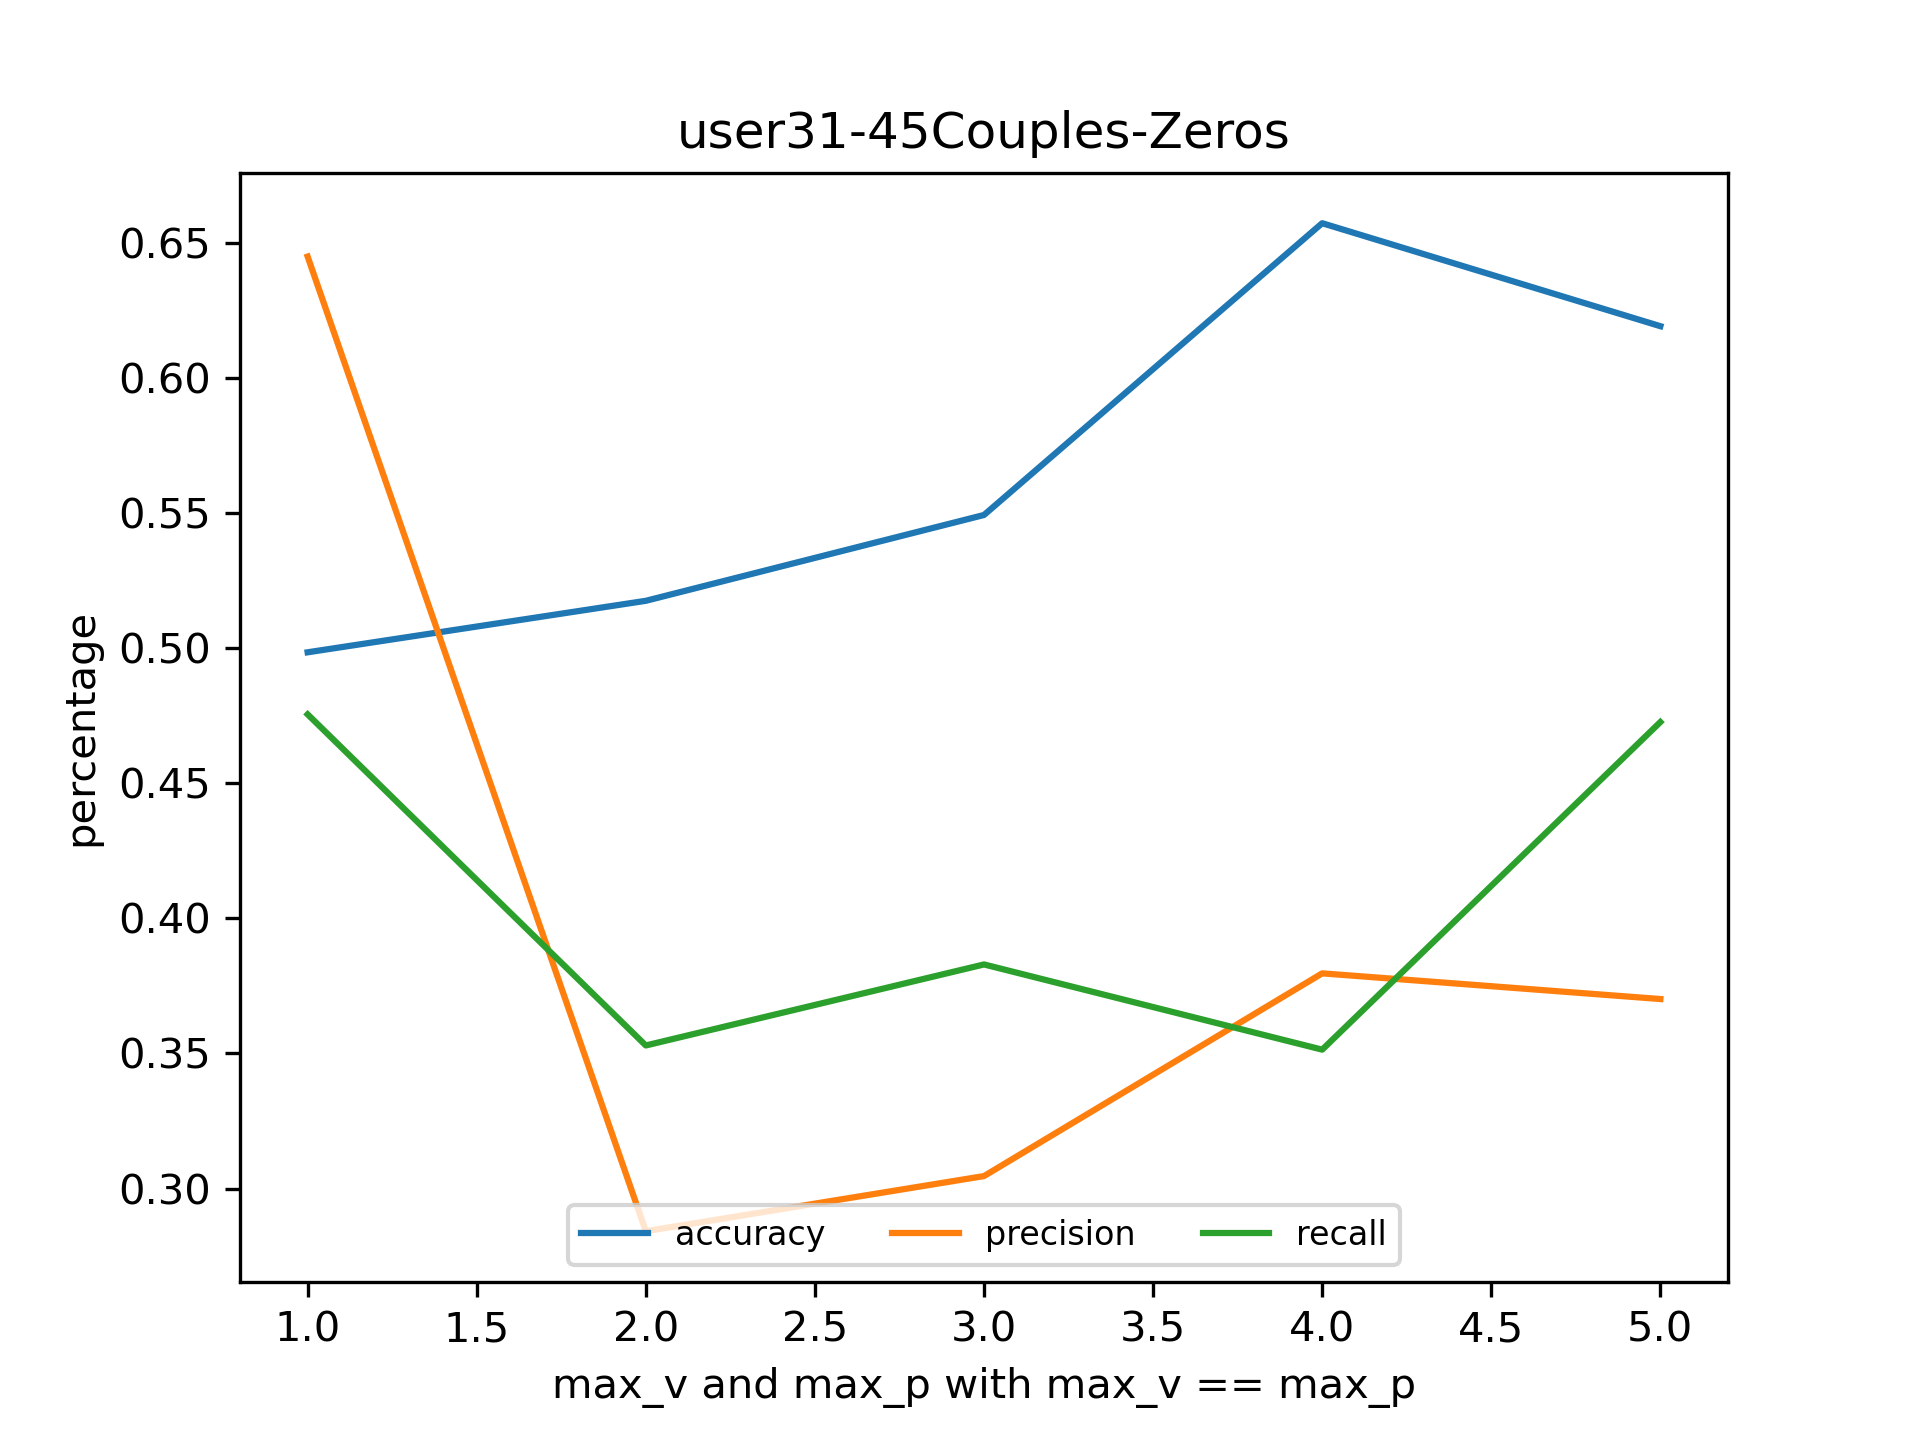 user31-45Couples-Zeros
0.65
0.60
0.55
0.50
0.45
0.40
0.35
0.30
percentage
accuracy precision recall
1.0 1.5 2.0 2.5 3.0 3.5 4.0 4.5 5.0
max_v and max_p with max_v == max_p